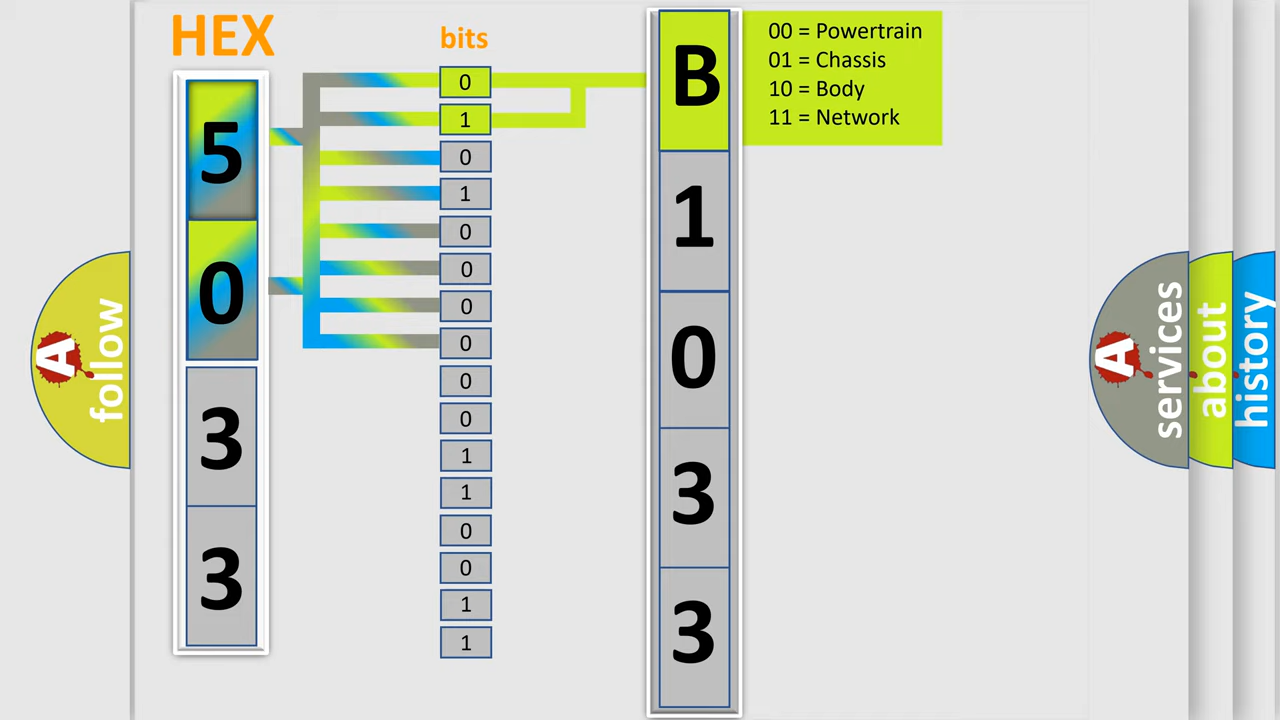 HEX
bits
5
0
3
3
0
1
0
1
0
0
0
0
0
0
1
1
0
0
1
1
B
1
0
3
3
00 = Powertrain
01 = Chassis
10 = Body
11 = Network
A
follow
A
services
about
history